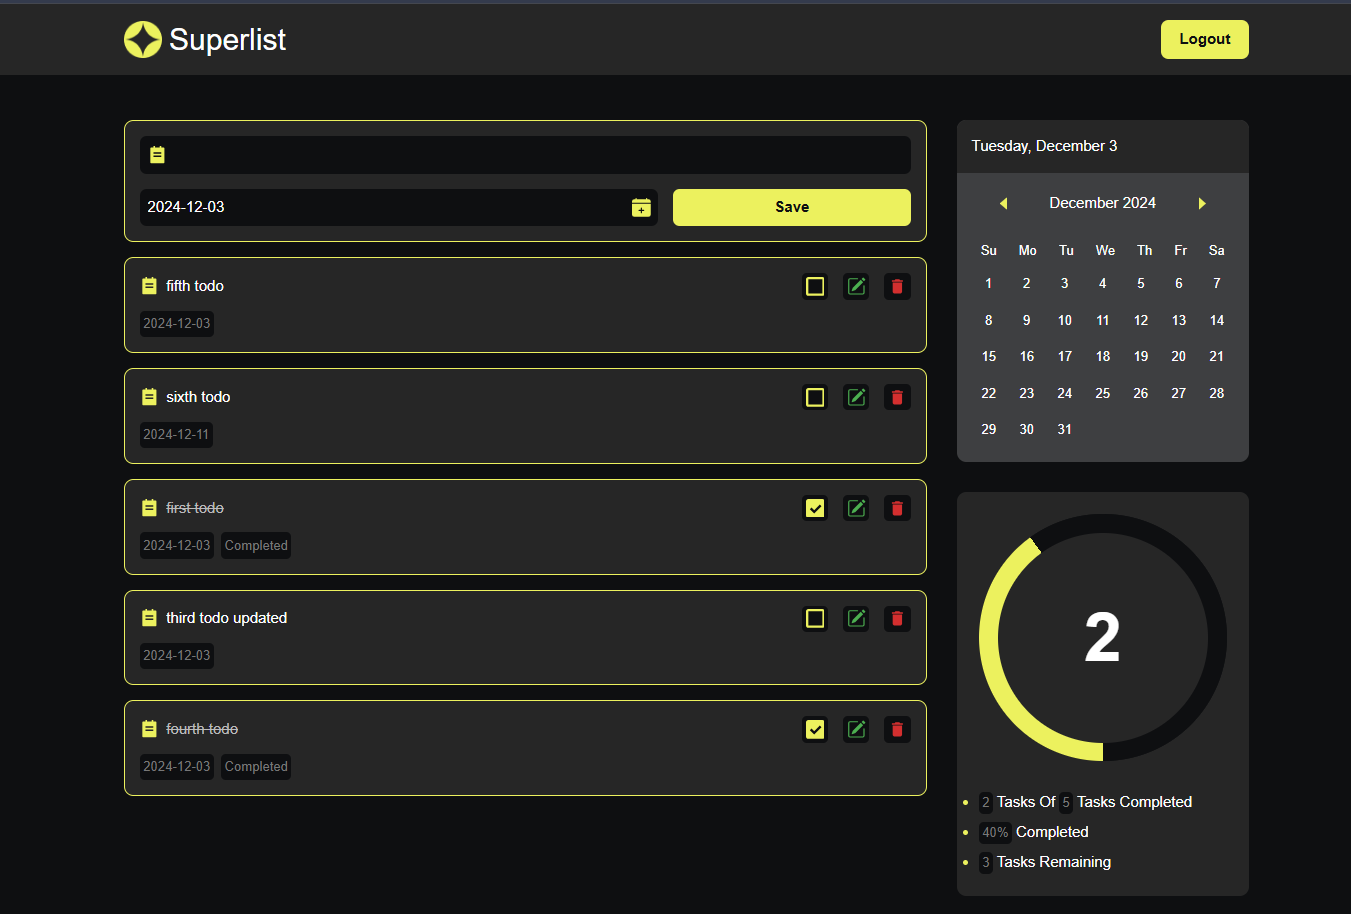 Superlist
Logout
2024-12-03
Save
fifth todo
2024-12-03
sixth todo
2024-12-11
first todo
2024-12-03 Completed
third todo updated
2024-12-03
fourth todo
2024-12-03 Completed
Tuesday, December 3
December 2024
Su Mo Tu We Th Fr Sa
1 2 3 4 5 6 7
8 9 10 11 12 13 14
15 16 17 18 19 20 21
22 23 24 25 26 27 28
29 30 31
2
2 Tasks Of 5 Tasks Completed
40% Completed
3 Tasks Remaining